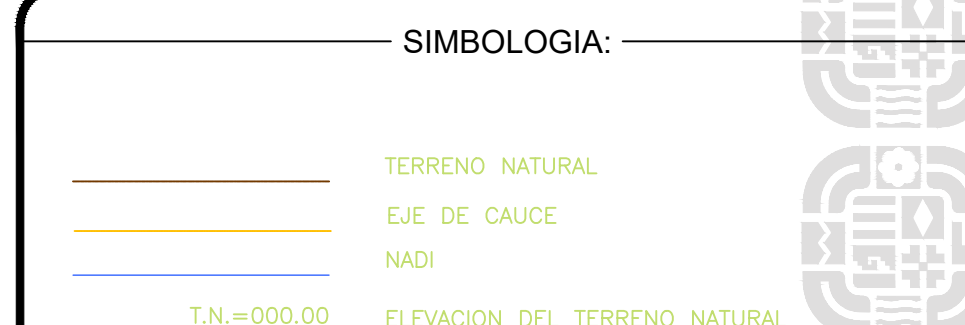 SIMBOLOGIA:
TERRENO NATURAL
EJE DE CAUCE
NADI
T.N.=000.00 ELEVACION DEL TERRENO NATURAL